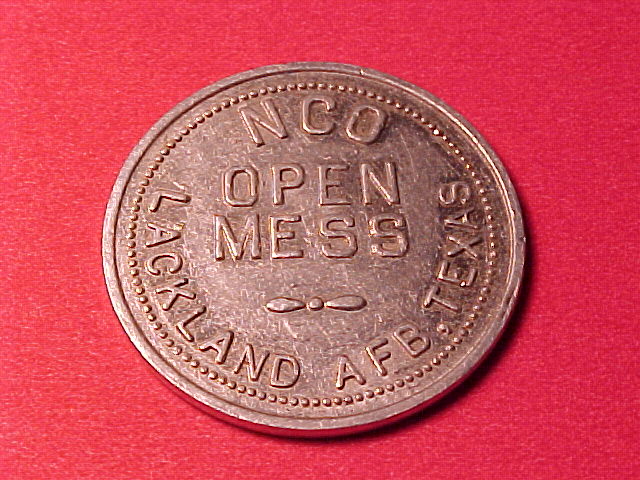 NCO
OPEN
MESS
LACKLAND AFB, TEXAS